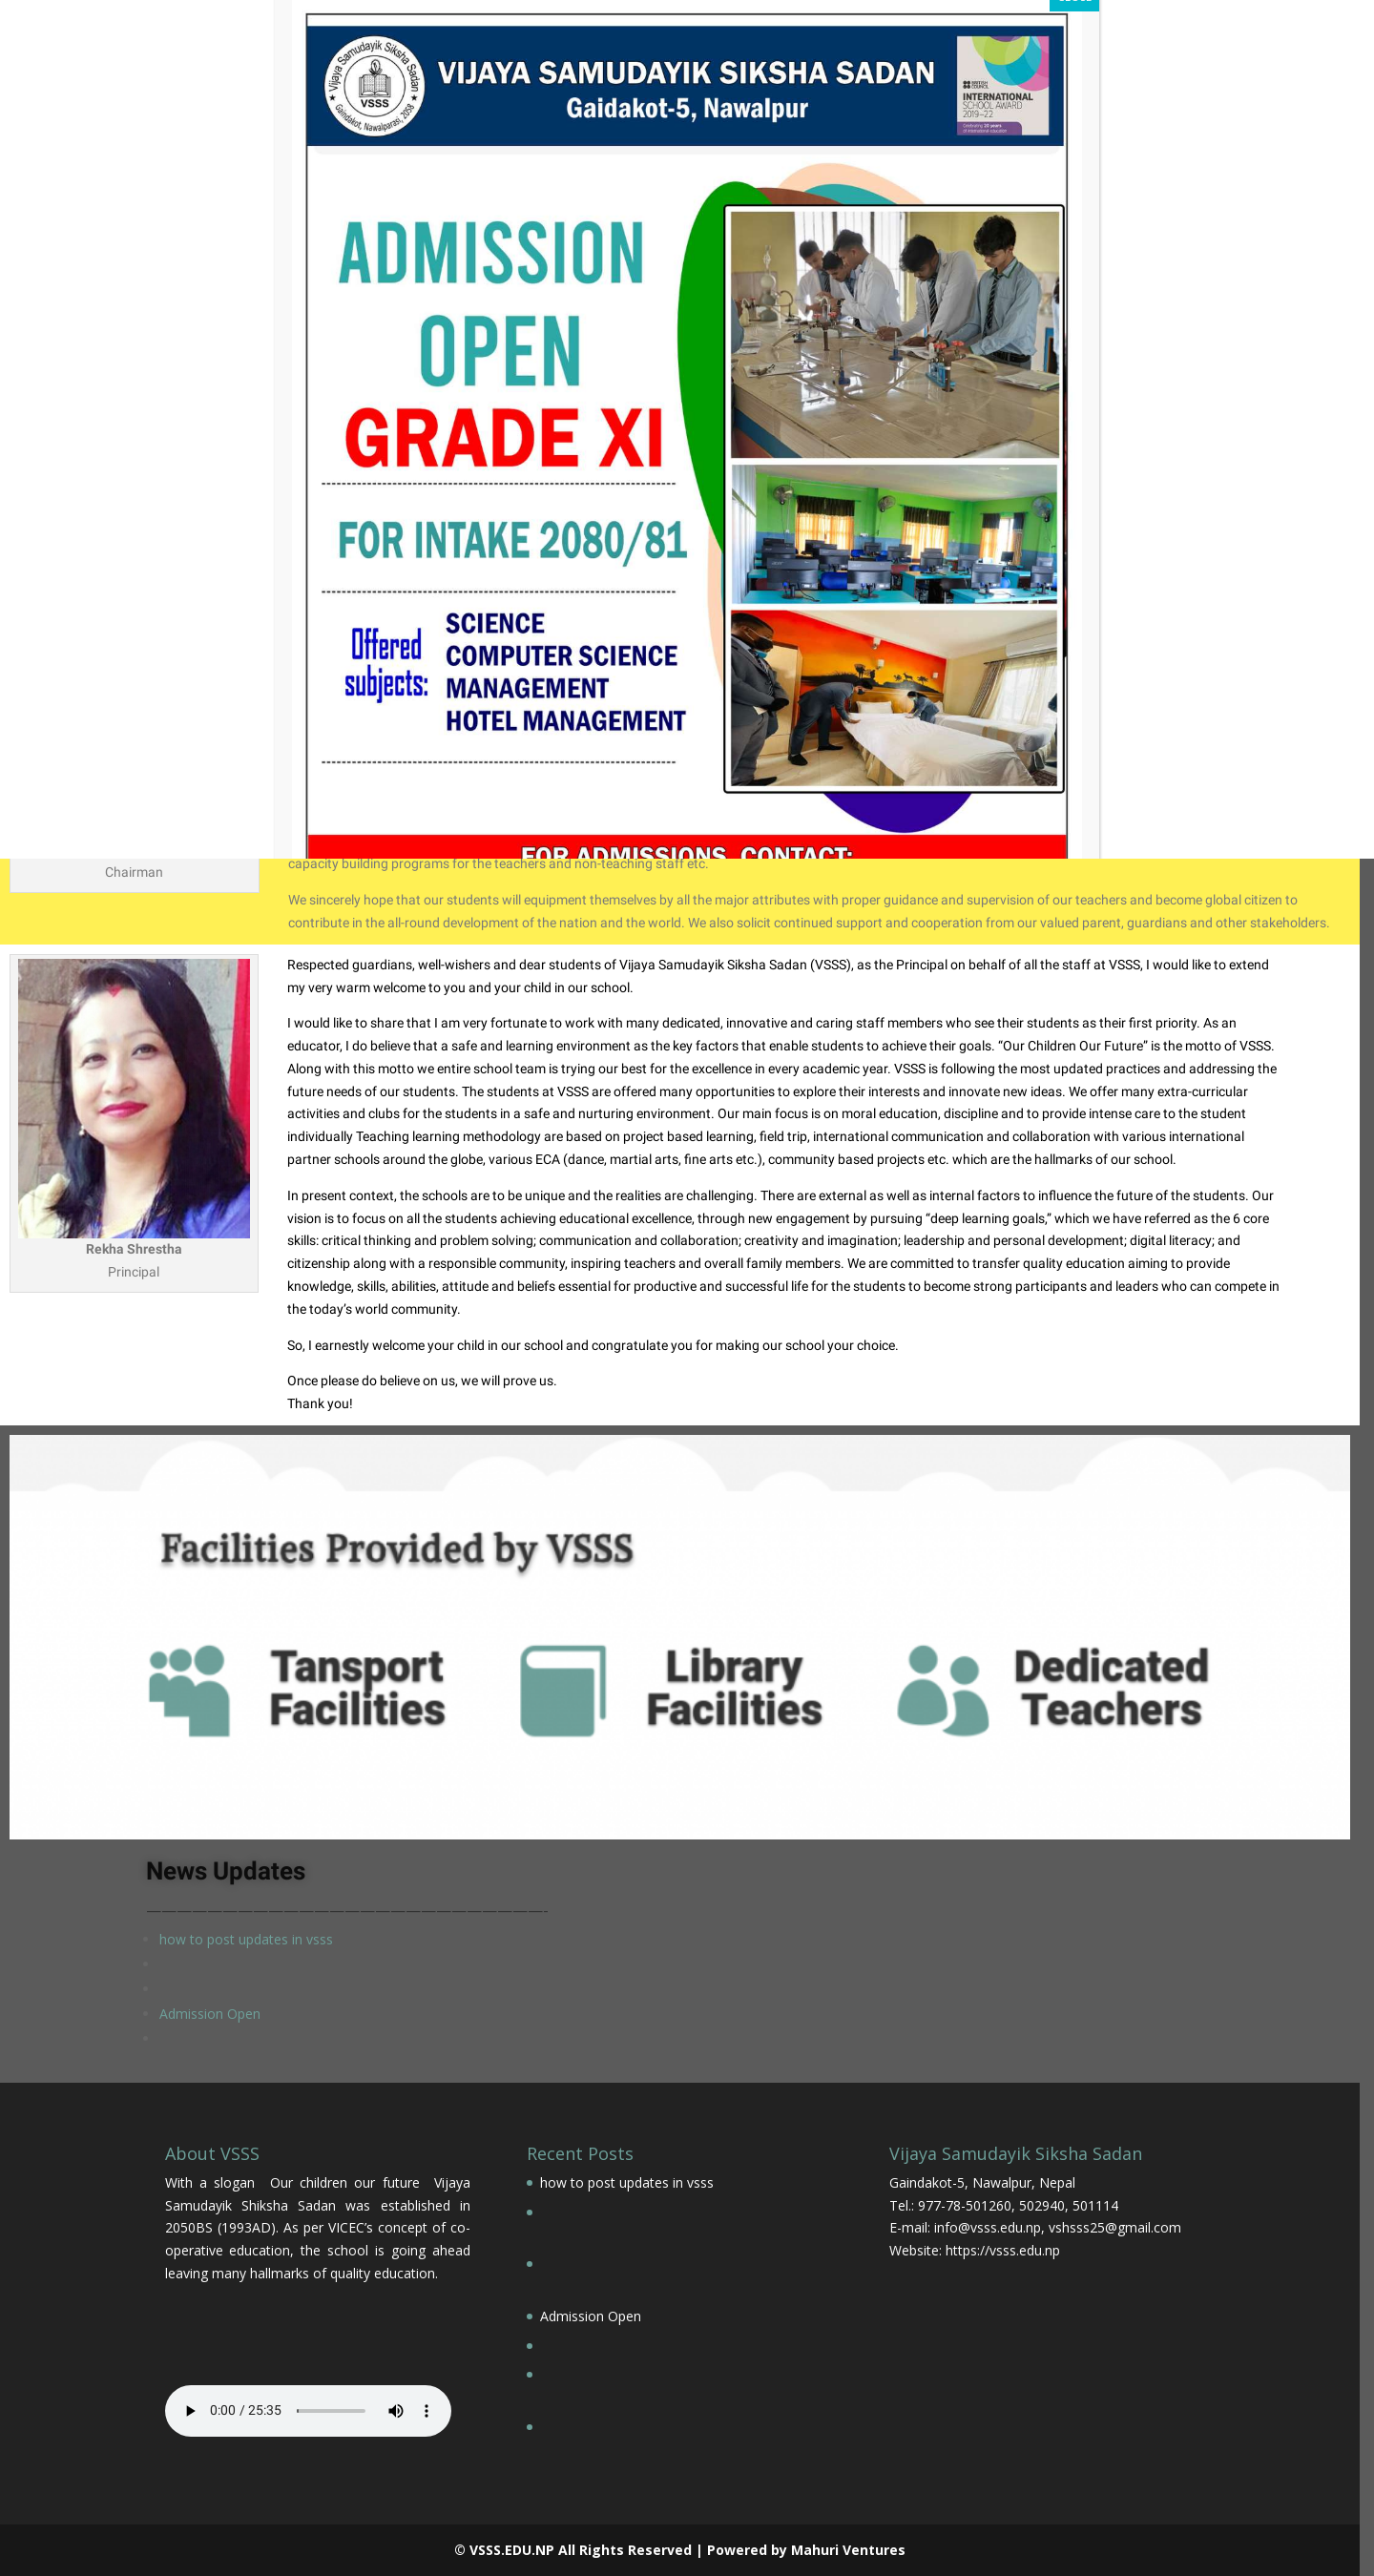 VIJAYA SAMUDAYIK SIKSHA SADAN
Gaidakot-5, Nawalpur
Vijaya Samudayik Siksha Sadan
VSSS
Gaindakot, Nawalparasi, 2058
BRITISH COUNCIL
INTERNATIONAL
SCHOOL AWARD
2019–22
ADMISSION
OPEN
GRADE XI
FOR INTAKE 2080/81
Offered
subjects:
SCIENCE
COMPUTER SCIENCE
MANAGEMENT
HOTEL MANAGEMENT
FOR ADMISSIONS, CONTACT:
Chairman
capacity building programs for the teachers and non-teaching staff etc.
We sincerely hope that our students will equipment themselves by all the major attributes with proper guidance and supervision of our teachers and become global citizen to
contribute in the all-round development of the nation and the world. We also solicit continued support and cooperation from our valued parent, guardians and other stakeholders.
Rekha Shrestha
Principal
Respected guardians, well-wishers and dear students of Vijaya Samudayik Siksha Sadan (VSSS), as the Principal on behalf of all the staff at VSSS, I would like to extend
my very warm welcome to you and your child in our school.
I would like to share that I am very fortunate to work with many dedicated, innovative and caring staff members who see their students as their first priority. As an
educator, I do believe that a safe and learning environment as the key factors that enable students to achieve their goals. “Our Children Our Future” is the motto of VSSS.
Along with this motto we entire school team is trying our best for the excellence in every academic year. VSSS is following the most updated practices and addressing the
future needs of our students. The students at VSSS are offered many opportunities to explore their interests and innovate new ideas. We offer many extra-curricular
activities and clubs for the students in a safe and nurturing environment. Our main focus is on moral education, discipline and to provide intense care to the student
individually Teaching learning methodology are based on project based learning, field trip, international communication and collaboration with various international
partner schools around the globe, various ECA (dance, martial arts, fine arts etc.), community based projects etc. which are the hallmarks of our school.
In present context, the schools are to be unique and the realities are challenging. There are external as well as internal factors to influence the future of the students. Our
vision is to focus on all the students achieving educational excellence, through new engagement by pursuing “deep learning goals,” which we have referred as the 6 core
skills: critical thinking and problem solving; communication and collaboration; creativity and imagination; leadership and personal development; digital literacy; and
citizenship along with a responsible community, inspiring teachers and overall family members. We are committed to transfer quality education aiming to provide
knowledge, skills, abilities, attitude and beliefs essential for productive and successful life for the students to become strong participants and leaders who can compete in
the today’s world community.
So, I earnestly welcome your child in our school and congratulate you for making our school your choice.
Once please do believe on us, we will prove us.
Thank you!
Facilities Provided by VSSS
Tansport
Facilities
Library
Facilities
Dedicated
Teachers
News Updates
——————————————————————————-
how to post updates in vsss
Admission Open
About VSSS
With a slogan Our children our future Vijaya
Samudayik Shiksha Sadan was established in
2050BS (1993AD). As per VICEC’s concept of co-
operative education, the school is going ahead
leaving many hallmarks of quality education.
0:00 / 25:35
Recent Posts
how to post updates in vsss
Admission Open
Vijaya Samudayik Siksha Sadan
Gaindakot-5, Nawalpur, Nepal
Tel.: 977-78-501260, 502940, 501114
E-mail: info@vsss.edu.np, vshsss25@gmail.com
Website: https://vsss.edu.np
© VSSS.EDU.NP All Rights Reserved | Powered by Mahuri Ventures